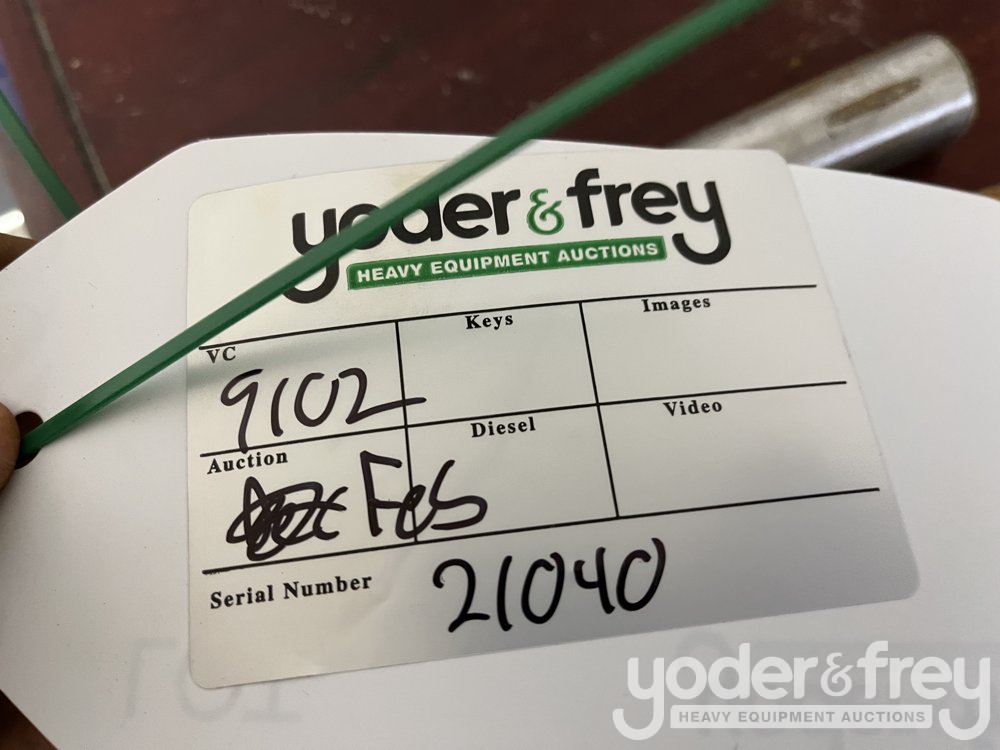 yoder & frey
HEAVY EQUIPMENT AUCTIONS
VC Keys Images
9102
Auction Diesel Video
Feb
Serial Number 21040
yoder & frey
HEAVY EQUIPMENT AUCTIONS